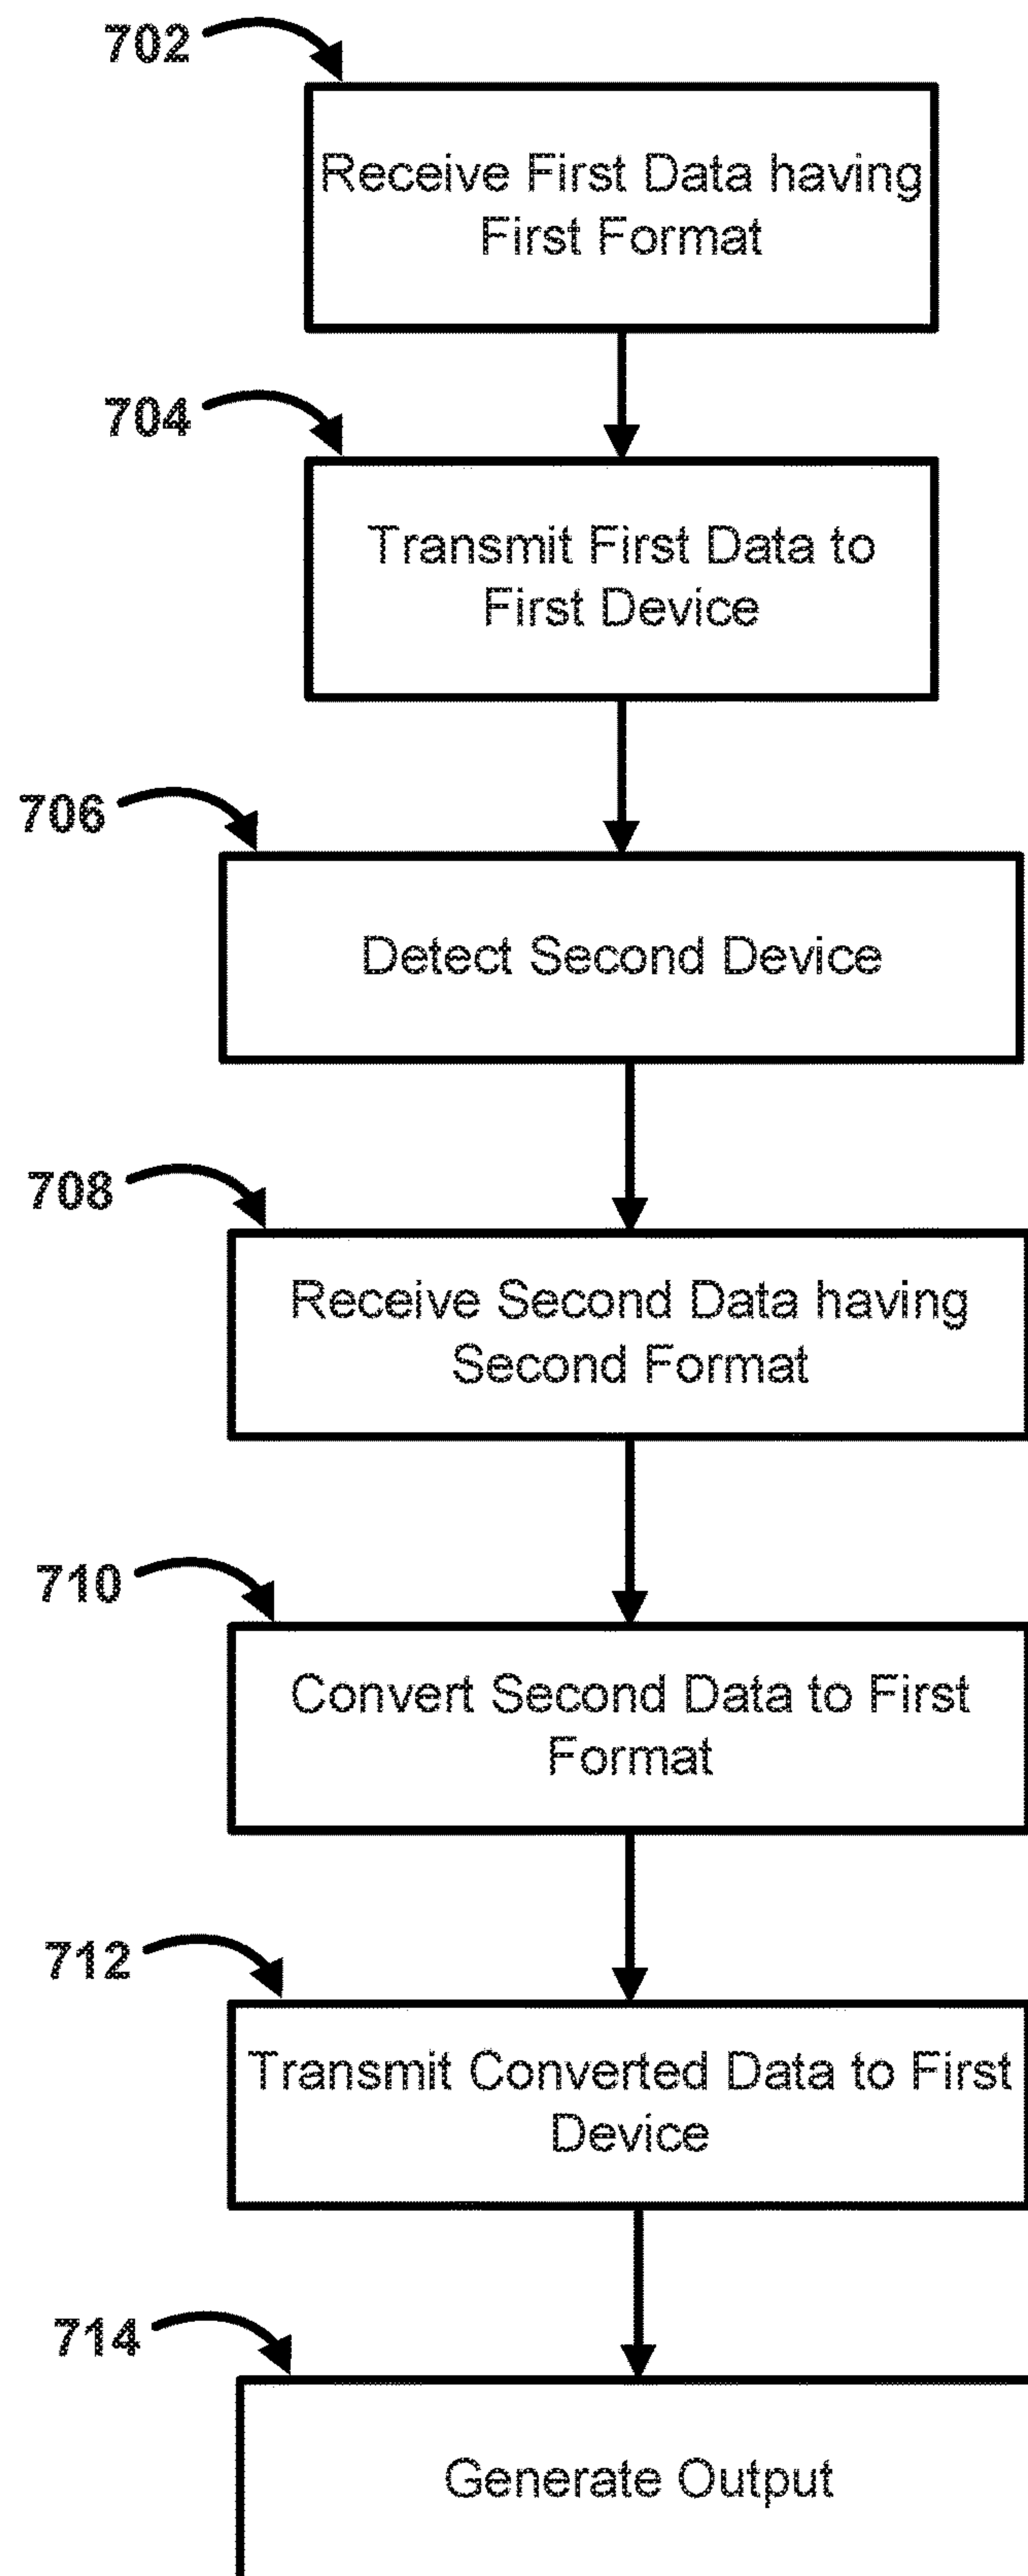 702
Receive First Data having
First Format
704
Transmit First Data to
First Device
706
Detect Second Device
708
Receive Second Data having
Second Format
710
Convert Second Data to First
Format
712
Transmit Converted Data to First
Device
714
Generate Output